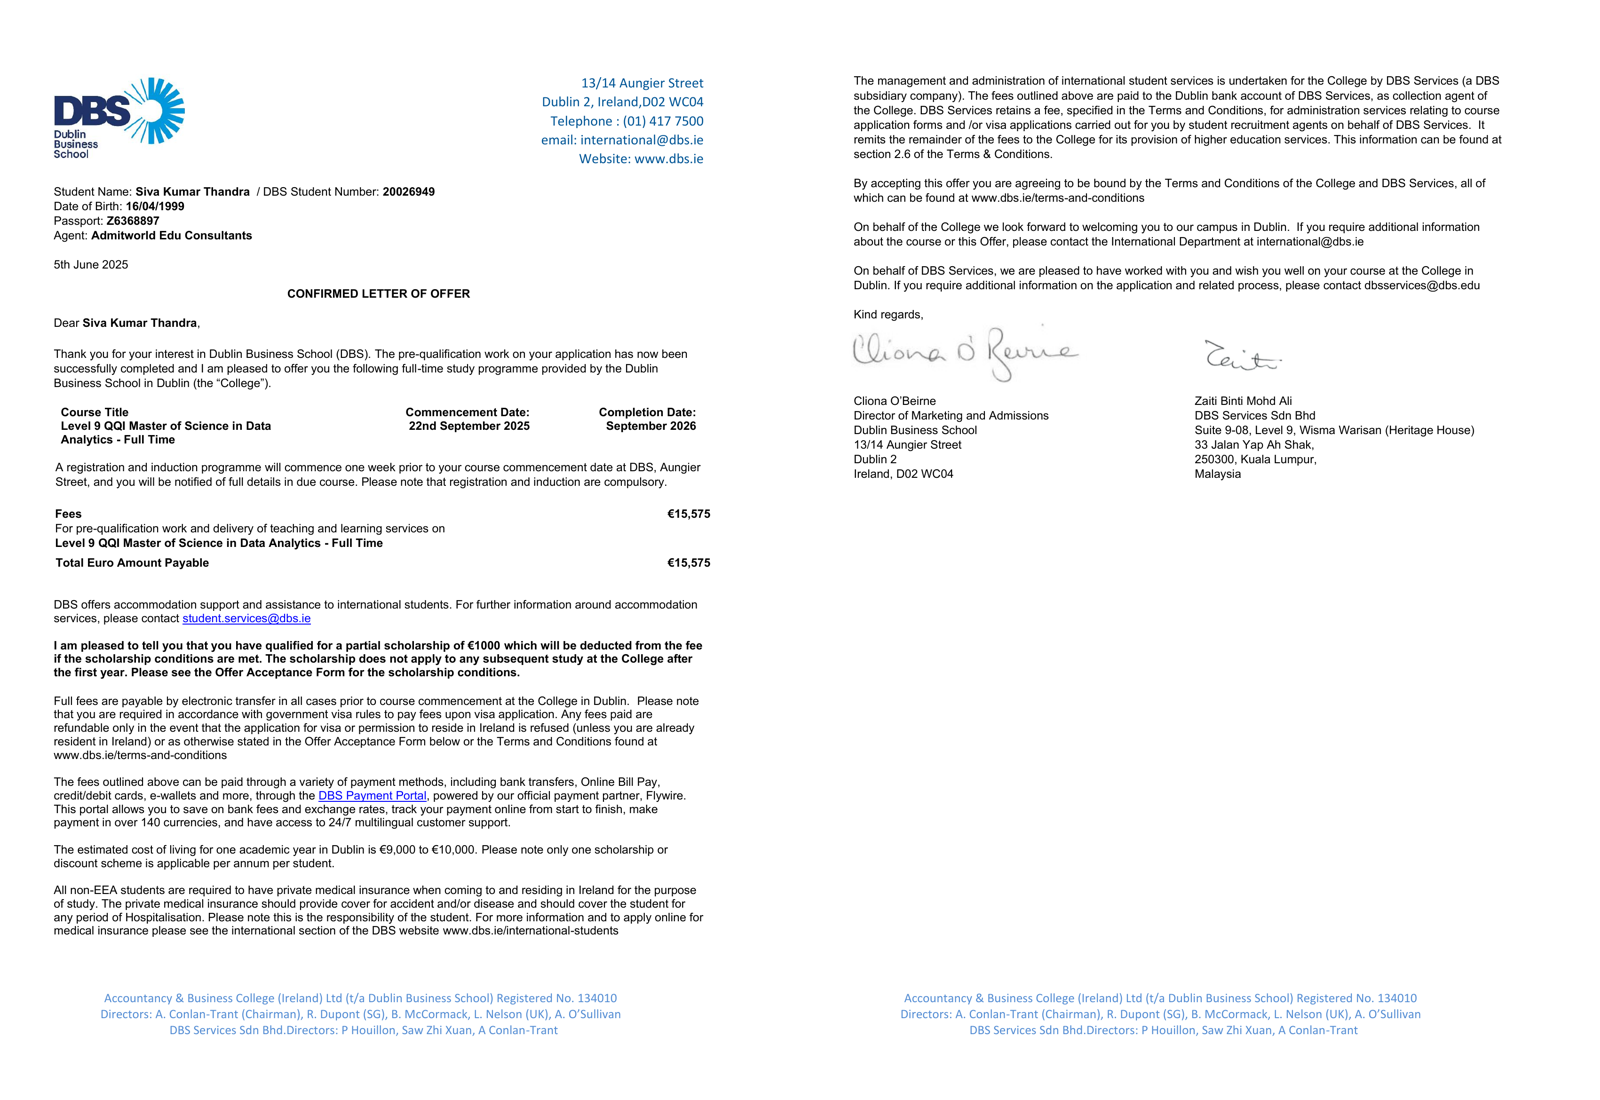 DBS
Dublin
Business
School
13/14 Aungier Street
Dublin 2, Ireland,D02 WC04
Telephone : (01) 417 7500
email: international@dbs.ie
Website: www.dbs.ie
Student Name: Siva Kumar Thandra / DBS Student Number: 20026949
Date of Birth: 16/04/1999
Passport: Z6368897
Agent: Admitworld Edu Consultants
5th June 2025
CONFIRMED LETTER OF OFFER
Dear Siva Kumar Thandra,
Thank you for your interest in Dublin Business School (DBS). The pre-qualification work on your application has now been
successfully completed and I am pleased to offer you the following full-time study programme provided by the Dublin
Business School in Dublin (the “College”).
Course Title Commencement Date: Completion Date:
Level 9 QQI Master of Science in Data 22nd September 2025 September 2026
Analytics - Full Time
A registration and induction programme will commence one week prior to your course commencement date at DBS, Aungier
Street, and you will be notified of full details in due course. Please note that registration and induction are compulsory.
Fees €15,575
For pre-qualification work and delivery of teaching and learning services on
Level 9 QQI Master of Science in Data Analytics - Full Time
Total Euro Amount Payable €15,575
DBS offers accommodation support and assistance to international students. For further information around accommodation
services, please contact student.services@dbs.ie
I am pleased to tell you that you have qualified for a partial scholarship of €1000 which will be deducted from the fee
if the scholarship conditions are met. The scholarship does not apply to any subsequent study at the College after
the first year. Please see the Offer Acceptance Form for the scholarship conditions.
Full fees are payable by electronic transfer in all cases prior to course commencement at the College in Dublin. Please note
that you are required in accordance with government visa rules to pay fees upon visa application. Any fees paid are
refundable only in the event that the application for visa or permission to reside in Ireland is refused (unless you are already
resident in Ireland) or as otherwise stated in the Offer Acceptance Form below or the Terms and Conditions found at
www.dbs.ie/terms-and-conditions
The fees outlined above can be paid through a variety of payment methods, including bank transfers, Online Bill Pay,
credit/debit cards, e-wallets and more, through the DBS Payment Portal, powered by our official payment partner, Flywire.
This portal allows you to save on bank fees and exchange rates, track your payment online from start to finish, make
payment in over 140 currencies, and have access to 24/7 multilingual customer support.
The estimated cost of living for one academic year in Dublin is €9,000 to €10,000. Please note only one scholarship or
discount scheme is applicable per annum per student.
All non-EEA students are required to have private medical insurance when coming to and residing in Ireland for the purpose
of study. The private medical insurance should provide cover for accident and/or disease and should cover the student for
any period of Hospitalisation. Please note this is the responsibility of the student. For more information and to apply online for
medical insurance please see the international section of the DBS website www.dbs.ie/international-students
Accountancy & Business College (Ireland) Ltd (t/a Dublin Business School) Registered No. 134010
Directors: A. Conlan-Trant (Chairman), R. Dupont (SG), B. McCormack, L. Nelson (UK), A. O’Sullivan
DBS Services Sdn Bhd.Directors: P Houillon, Saw Zhi Xuan, A Conlan-Trant
The management and administration of international student services is undertaken for the College by DBS Services (a DBS
subsidiary company). The fees outlined above are paid to the Dublin bank account of DBS Services, as collection agent of
the College. DBS Services retains a fee, specified in the Terms and Conditions, for administration services relating to course
application forms and /or visa applications carried out for you by student recruitment agents on behalf of DBS Services. It
remits the remainder of the fees to the College for its provision of higher education services. This information can be found at
section 2.6 of the Terms & Conditions.
By accepting this offer you are agreeing to be bound by the Terms and Conditions of the College and DBS Services, all of
which can be found at www.dbs.ie/terms-and-conditions
On behalf of the College we look forward to welcoming you to our campus in Dublin. If you require additional information
about the course or this Offer, please contact the International Department at international@dbs.ie
On behalf of DBS Services, we are pleased to have worked with you and wish you well on your course at the College in
Dublin. If you require additional information on the application and related process, please contact dbsservices@dbs.edu
Kind regards,
Cliona O'Beirne Zaiti
Cliona O’Beirne Zaiti Binti Mohd Ali
Director of Marketing and Admissions DBS Services Sdn Bhd
Dublin Business School Suite 9-08, Level 9, Wisma Warisan (Heritage House)
13/14 Aungier Street 33 Jalan Yap Ah Shak,
Dublin 2 250300, Kuala Lumpur,
Ireland, D02 WC04 Malaysia
Accountancy & Business College (Ireland) Ltd (t/a Dublin Business School) Registered No. 134010
Directors: A. Conlan-Trant (Chairman), R. Dupont (SG), B. McCormack, L. Nelson (UK), A. O’Sullivan
DBS Services Sdn Bhd.Directors: P Houillon, Saw Zhi Xuan, A Conlan-Trant